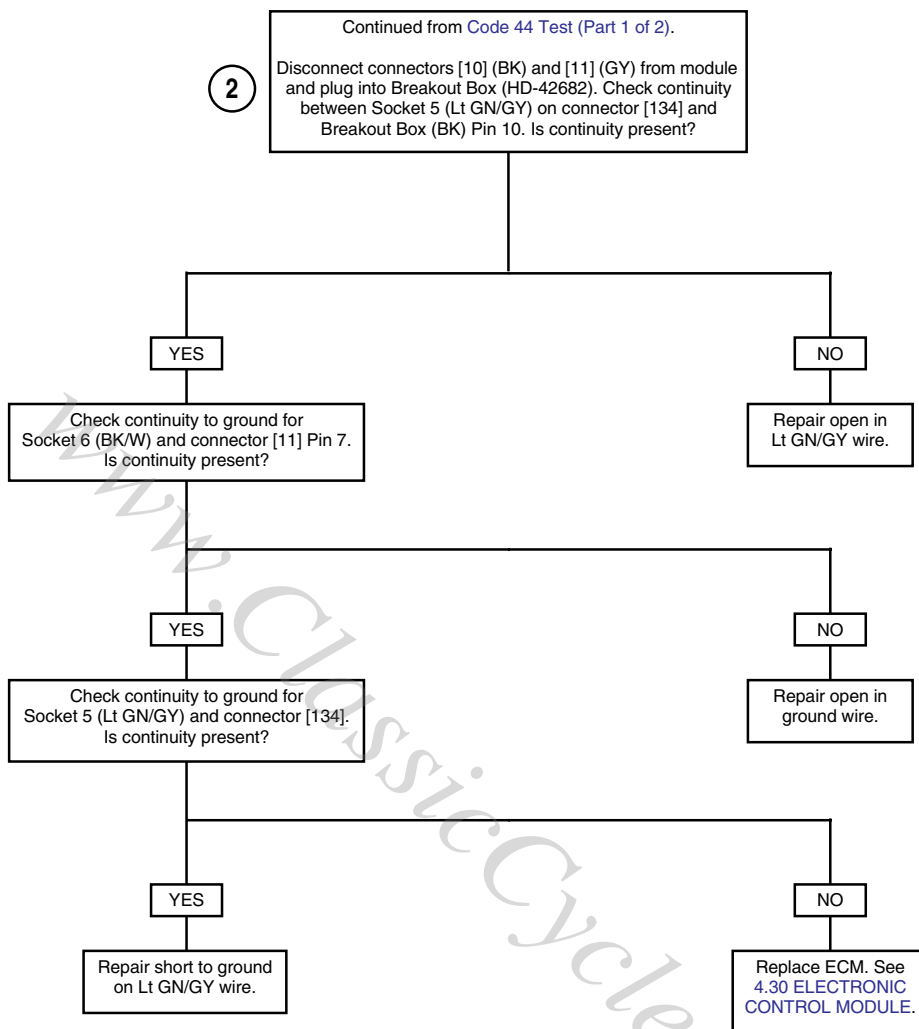 Continued from Code 44 Test (Part 1 of 2).
2
Disconnect connectors [10] (BK) and [11] (GY) from module
and plug into Breakout Box (HD-42682). Check continuity
between Socket 5 (Lt GN/GY) on connector [134] and
Breakout Box (BK) Pin 10. Is continuity present?
YES
NO
Check continuity to ground for
Socket 6 (BK/W) and connector [11] Pin 7.
Is continuity present?
Repair open in
Lt GN/GY wire.
YES
NO
Check continuity to ground for
Socket 5 (Lt GN/GY) and connector [134].
Is continuity present?
Repair open in
ground wire.
YES
NO
Repair short to ground
on Lt GN/GY wire.
Replace ECM. See
4.30 ELECTRONIC
CONTROL MODULE.
www.ClassicCycle